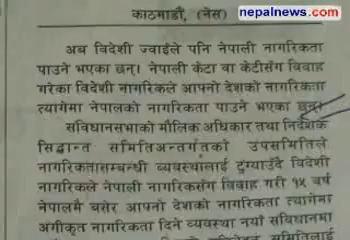 nepalnews.com
काठमाडौं, (नेस)
अब विदेशी ज्वाईंले पनि नेपाली नागरिकता
पाउने भएका छन्। नेपाली केटा वा केटीसँग विवाह
गरेका विदेशी नागरिकले आफ्नो देशको नागरिकता
त्यागेमा नेपालको नागरिकता पाउने भएका छन्।
संविधानसभाको मौलिक अधिकार तथा निर्देशक
सिद्धान्त समितिअन्तर्गतको उपसमितिले
नागरिकतासम्बन्धी व्यवस्थालाई टुंग्याउँदै विदेशी
नागरिकले नेपाली नागरिकसँग विवाह गरी १५ वर्ष
नेपालमै बसेर आफ्नो देशको नागरिकता त्यागेमा
अंगीकृत नागरिकता दिने व्यवस्था नयाँ संविधानमा